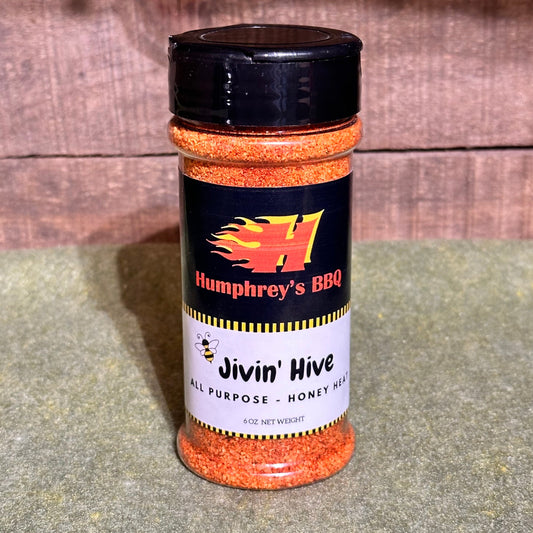 H
Humphrey's BBQ
Jivin' Hive
ALL PURPOSE - HONEY HEAT
6 OZ NET WEIGHT